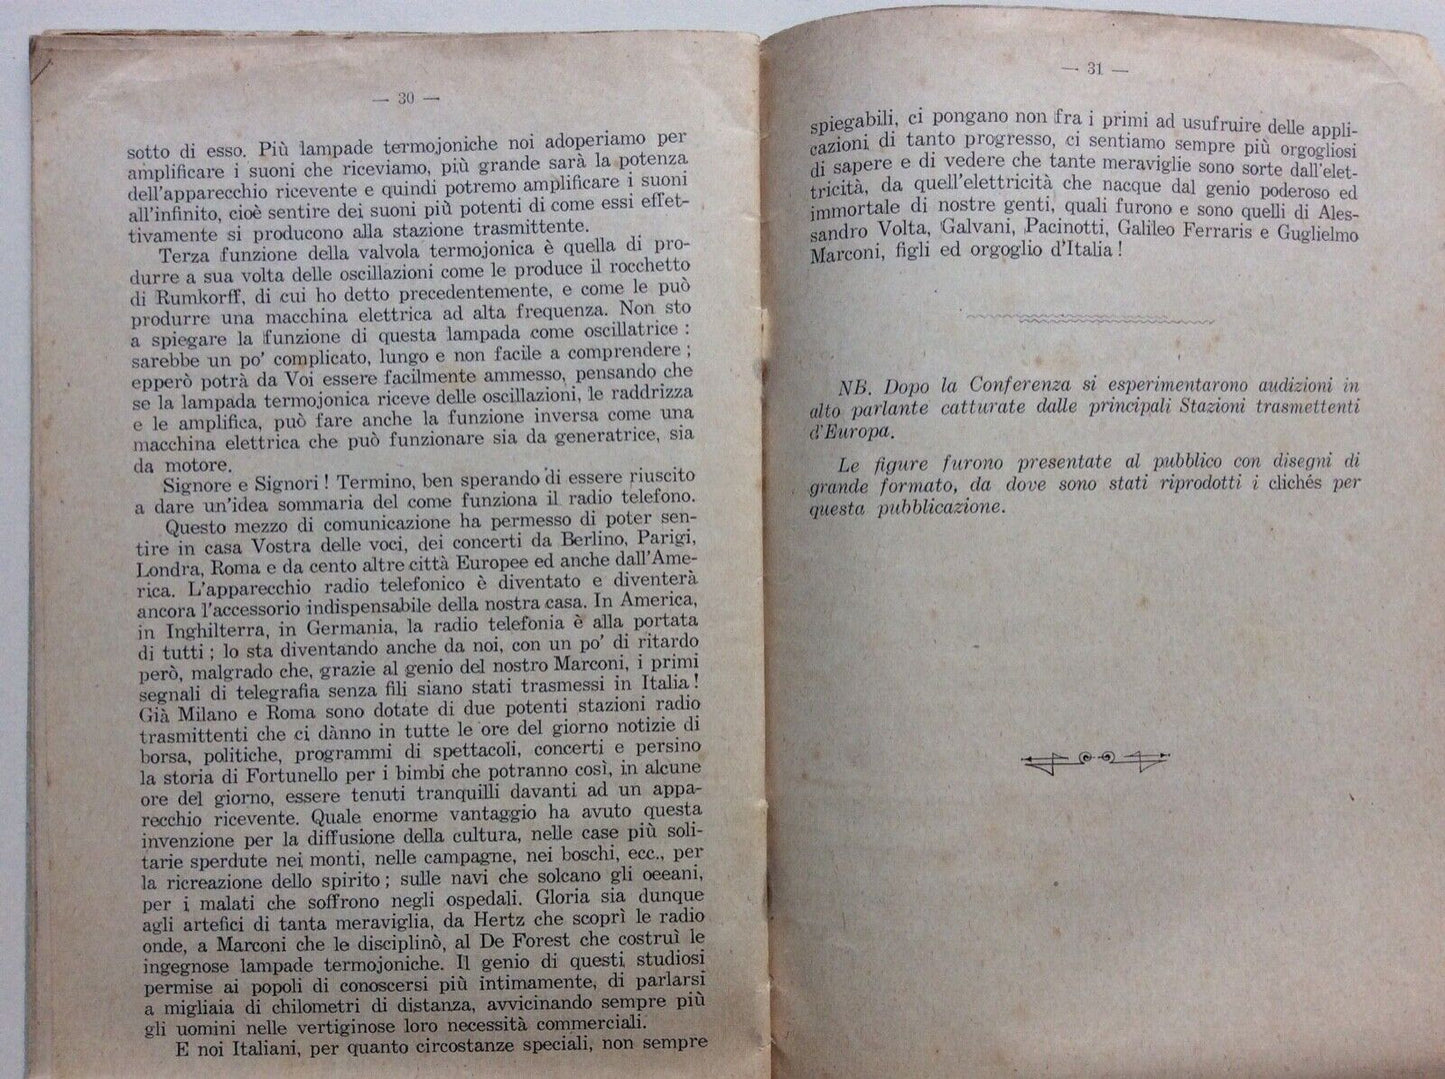 — 30 —
sotto di esso. Più lampade termojoniche noi adoperiamo per
amplificare i suoni che riceviamo, più grande sarà la potenza
dell'apparecchio ricevente e quindi potremo amplificare i suoni
all'infinito, cioè sentire dei suoni più potenti di come essi effet-
tivamente si producono alla stazione trasmittente.
Terza funzione della valvola termojonica è quella di pro-
durre a sua volta delle oscillazioni come le produce il rocchetto
di Rumkorff, di cui ho detto precedentemente, e come le può
produrre una macchina elettrica ad alta frequenza. Non sto
a spiegare la funzione di questa lampada come oscillatrice :
sarebbe un po' complicato, lungo e non facile a comprendere ;
epperò potrà da Voi essere facilmente ammesso, pensando che
se la lampada termojonica riceve delle oscillazioni, le raddrizza
e le amplifica, può fare anche la funzione inversa come una
macchina elettrica che può funzionare sia da generatrice, sia
da motore.
Signore e Signori ! Termino, ben sperando di essere riuscito
a dare un'idea sommaria del come funziona il radio telefono.
Questo mezzo di comunicazione ha permesso di poter sen-
tire in casa Vostra delle voci, dei concerti da Berlino, Parigi,
Londra, Roma e da cento altre città Europee ed anche dall'Ame-
rica. L'apparecchio radio telefonico è diventato e diventerà
ancora l'accessorio indispensabile della nostra casa. In America,
in Inghilterra, in Germania, la radio telefonia è alla portata
di tutti ; lo sta diventando anche da noi, con un po' di ritardo
però, malgrado che, grazie al genio del nostro Marconi, i primi
segnali di telegrafia senza fili siano stati trasmessi in Italia !
Già Milano e Roma sono dotate di due potenti stazioni radio
trasmittenti che ci dànno in tutte le ore del giorno notizie di
borsa, politiche, programmi di spettacoli, concerti e persino
la storia di Fortunello per i bimbi che potranno così, in alcune
ore del giorno, essere tenuti tranquilli davanti ad un appa-
recchio ricevente. Quale enorme vantaggio ha avuto questa
invenzione per la diffusione della cultura, nelle case più soli-
tarie sperdute nei monti, nelle campagne, nei boschi, ecc., per
la ricreazione dello spirito ; sulle navi che solcano gli oceani,
per i malati che soffrono negli ospedali. Gloria sia dunque
agli artefici di tanta meraviglia, da Hertz che scoprì le radio
onde, a Marconi che le disciplinò, al De Forest che costruì le
ingegnose lampade termojoniche. Il genio di questi studiosi
permise ai popoli di conoscersi più intimamente, di parlarsi
a migliaia di chilometri di distanza, avvicinando sempre più
gli uomini nelle vertiginose loro necessità commerciali.
E noi Italiani, per quanto circostanze speciali, non sempre
— 31 —
spiegabili, ci pongano non fra i primi ad usufruire delle appli-
cazioni di tanto progresso, ci sentiamo sempre più orgogliosi
di sapere e di vedere che tante meraviglie sono sorte dall'elet-
tricità, da quell'elettricità che nacque dal genio poderoso ed
immortale di nostre genti, quali furono e sono quelli di Ales-
sandro Volta, Galvani, Pacinotti, Galileo Ferraris e Guglielmo
Marconi, figli ed orgoglio d'Italia !
NB. Dopo la Conferenza si esperimentarono audizioni in
alto parlante catturate dalle principali Stazioni trasmettenti
d'Europa.
Le figure furono presentate al pubblico con disegni di
grande formato, da dove sono stati riprodotti i clichés per
questa pubblicazione.